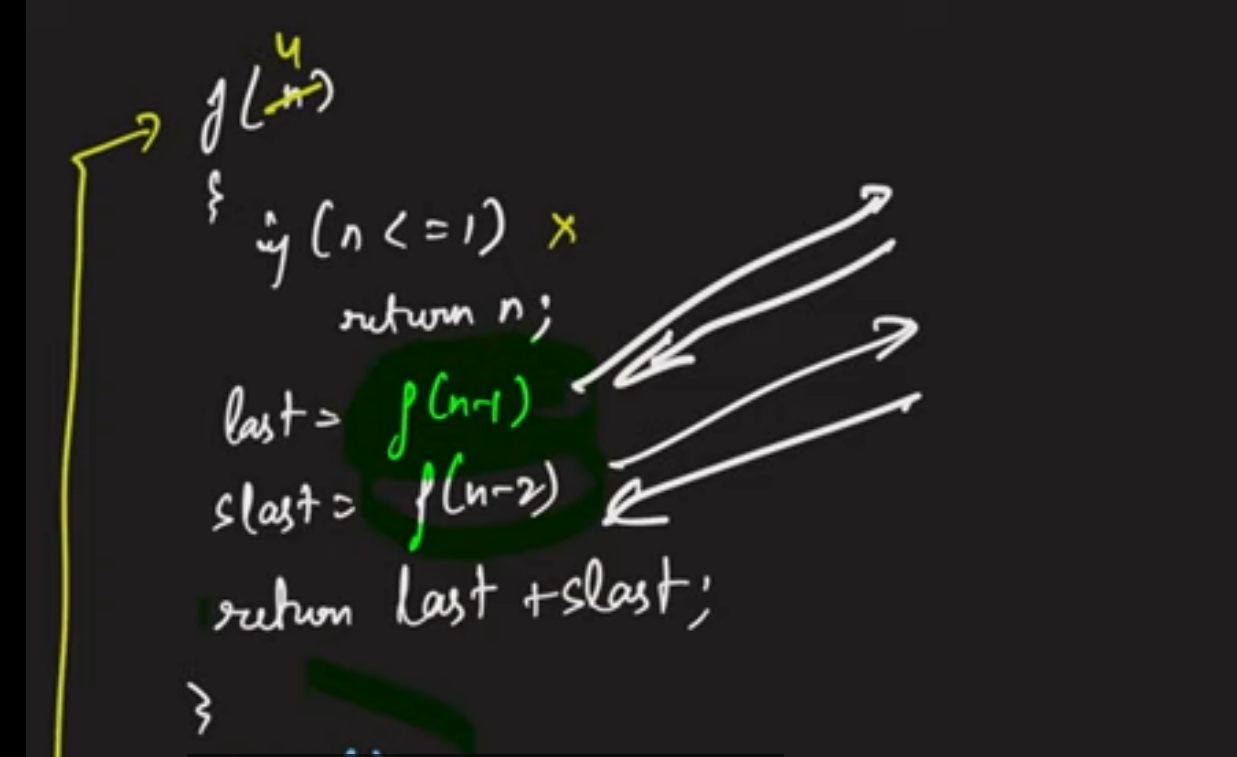 4
f(n)
{
if (n <= 1) x
return n;
last = f(n-1)
slast = f(n-2)
return last + slast;
}